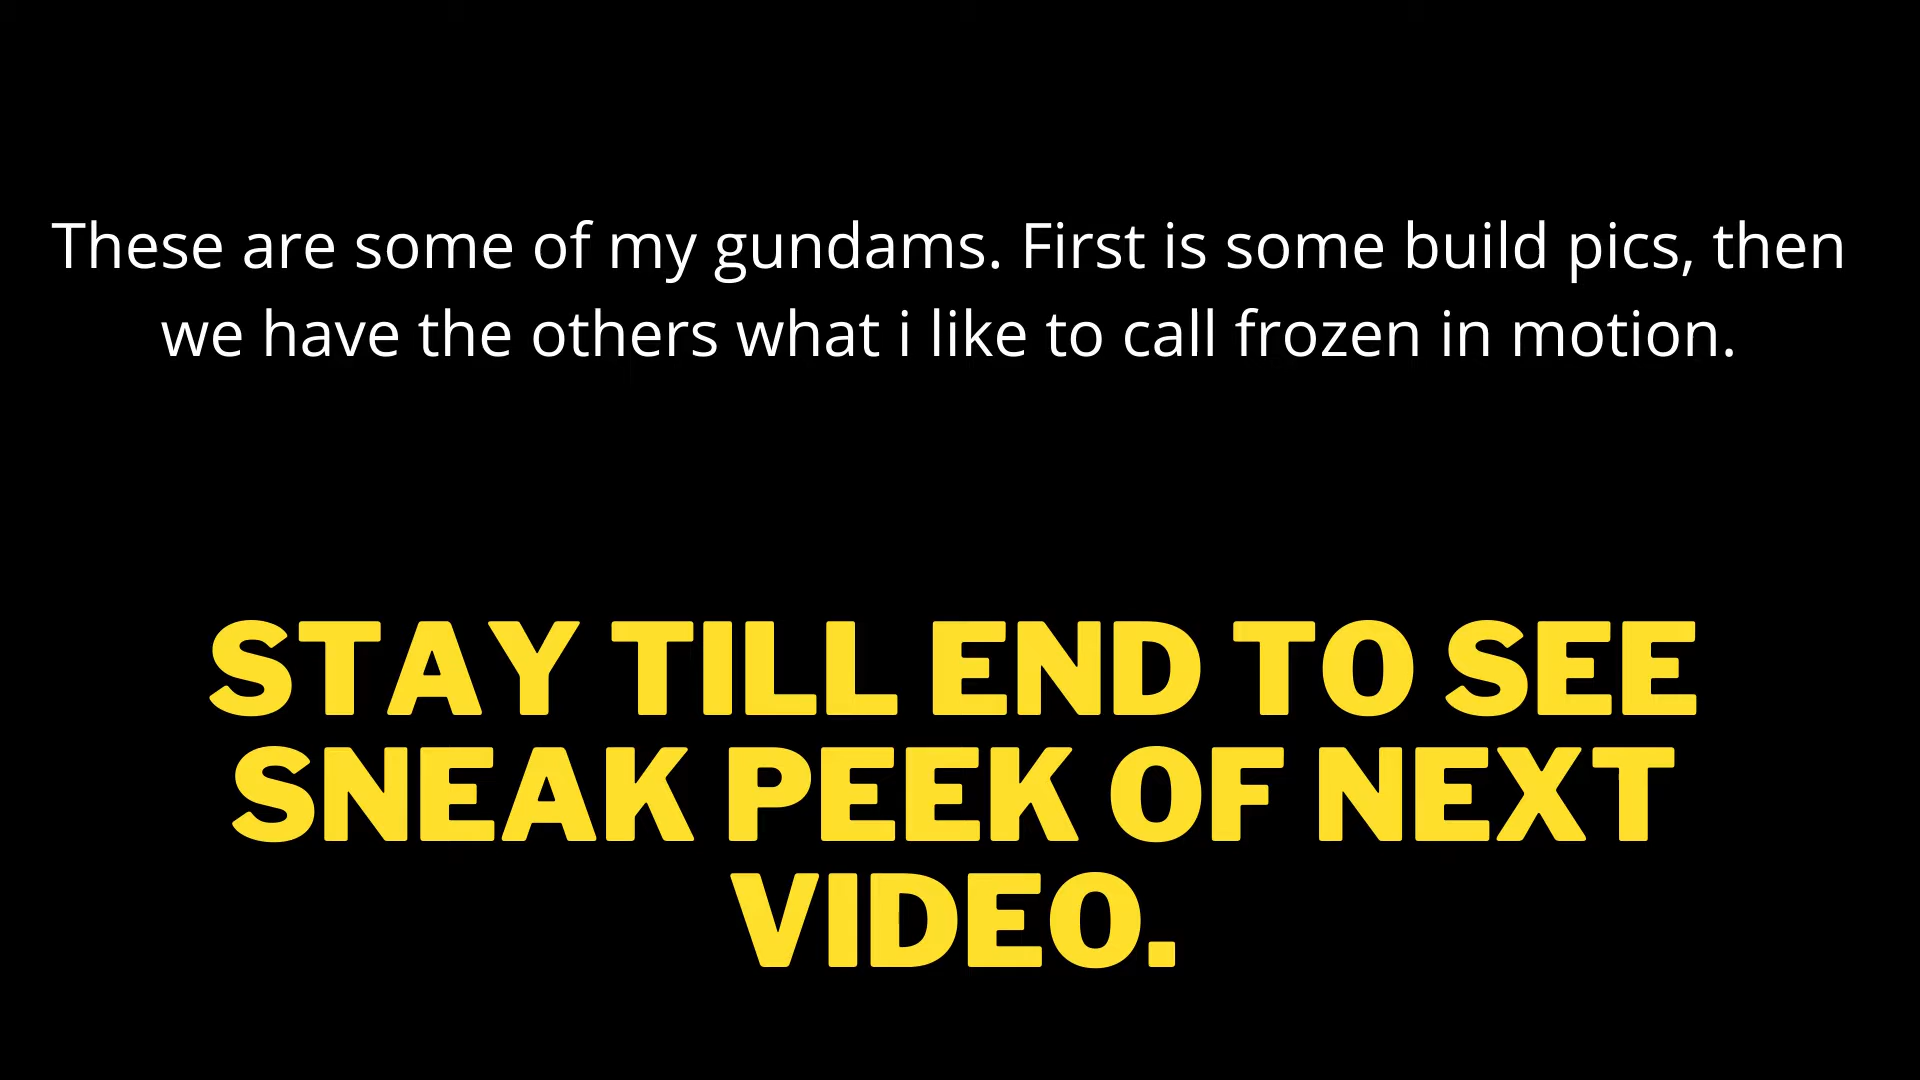 These are some of my gundams. First is some build pics, then
we have the others what i like to call frozen in motion.
STAY TILL END TO SEE
SNEAK PEEK OF NEXT
VIDEO.